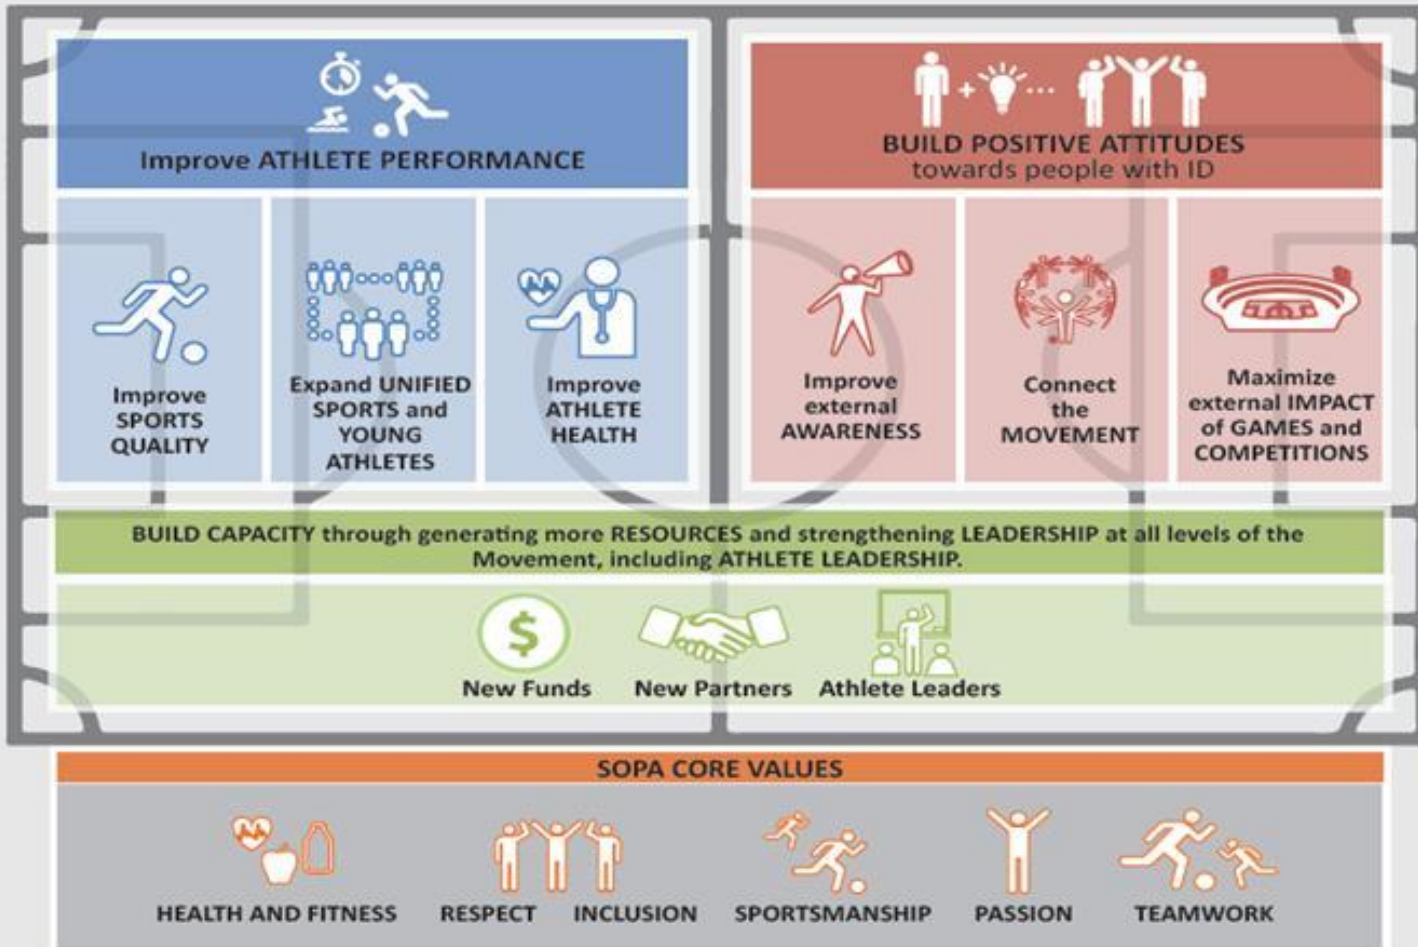 Improve ATHLETE PERFORMANCE
BUILD POSITIVE ATTITUDES
towards people with ID
Improve
SPORTS
QUALITY
Expand UNIFIED
SPORTS and
YOUNG
ATHLETES
Improve
ATHLETE
HEALTH
Improve
external
AWARENESS
Connect
the
MOVEMENT
Maximize
external IMPACT
of GAMES and
COMPETITIONS
BUILD CAPACITY through generating more RESOURCES and strengthening LEADERSHIP at all levels of the
Movement, including ATHLETE LEADERSHIP.
$
New Funds
New Partners
Athlete Leaders
SOPA CORE VALUES
HEALTH AND FITNESS
RESPECT
INCLUSION
SPORTSMANSHIP
PASSION
TEAMWORK